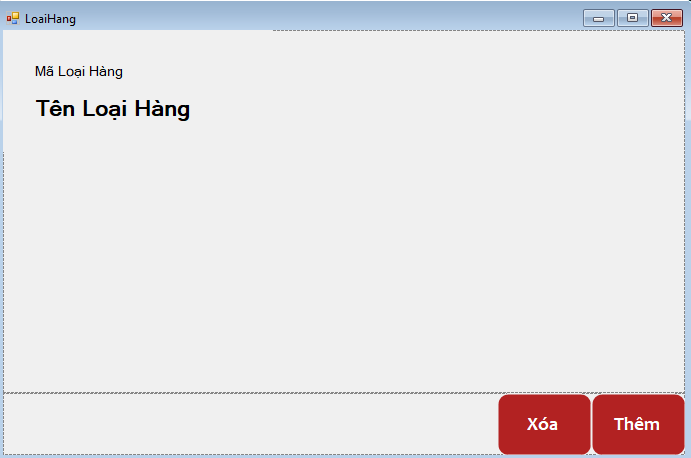 LoaiHang
Mã Loại Hàng
Tên Loại Hàng
Xóa Thêm